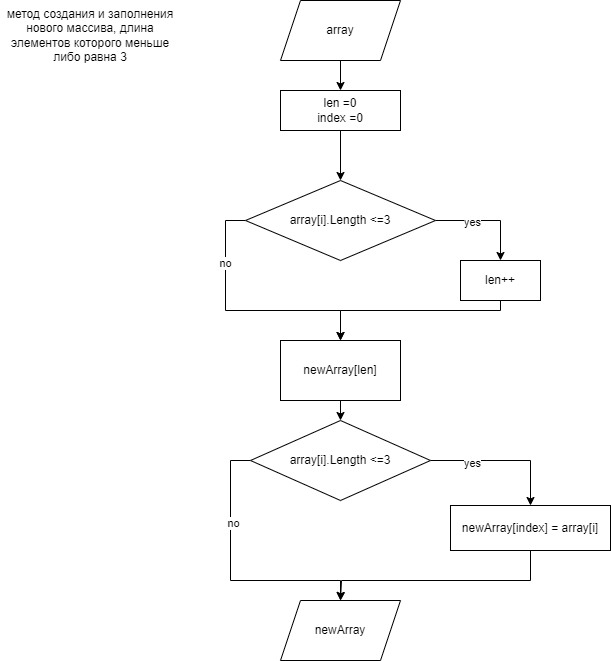 метод создания и заполнения
нового массива, длина
элементов которого меньше
либо равна 3
array
len =0
index =0
array[i].Length <=3
yes
no
len++
newArray[len]
array[i].Length <=3
yes
no
newArray[index] = array[i]
newArray